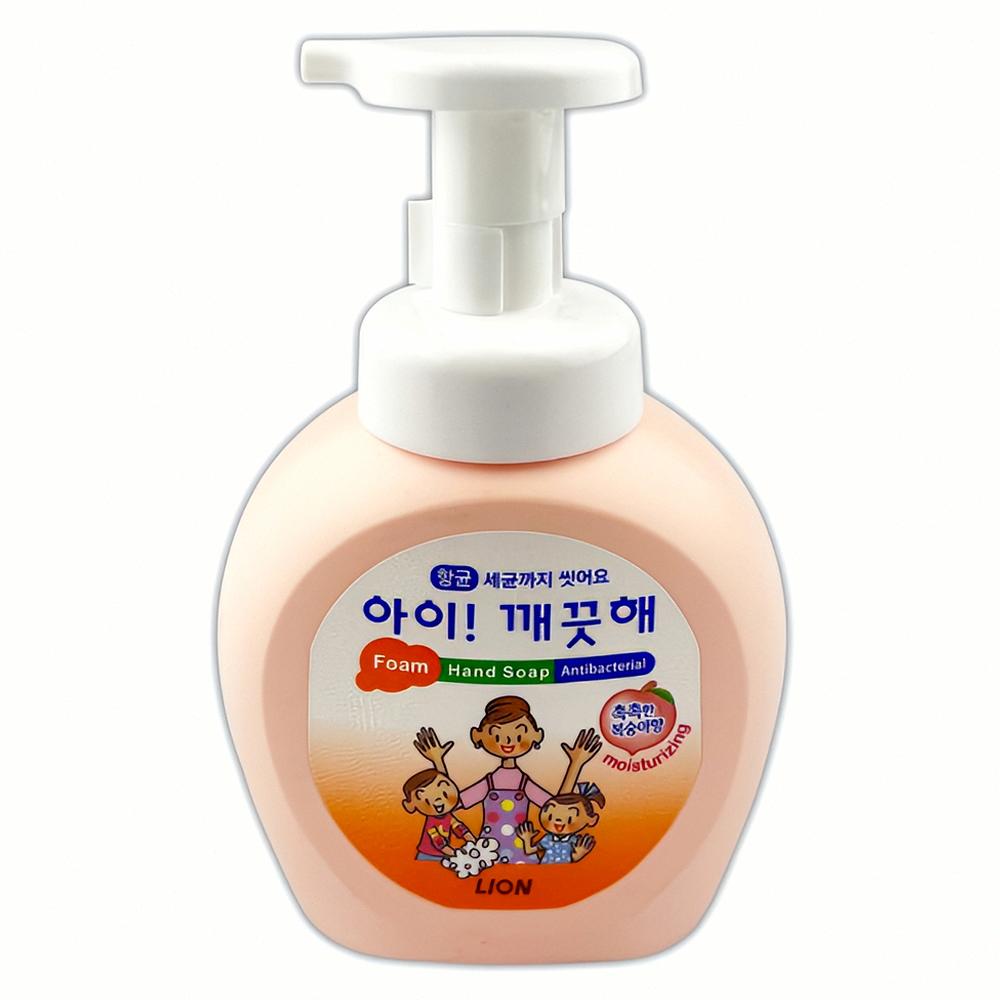 항균 세균까지 씻어요
아이! 깨끗해
Foam Hand Soap Antibacterial
촉촉한
복숭아향
moisturizing
LION